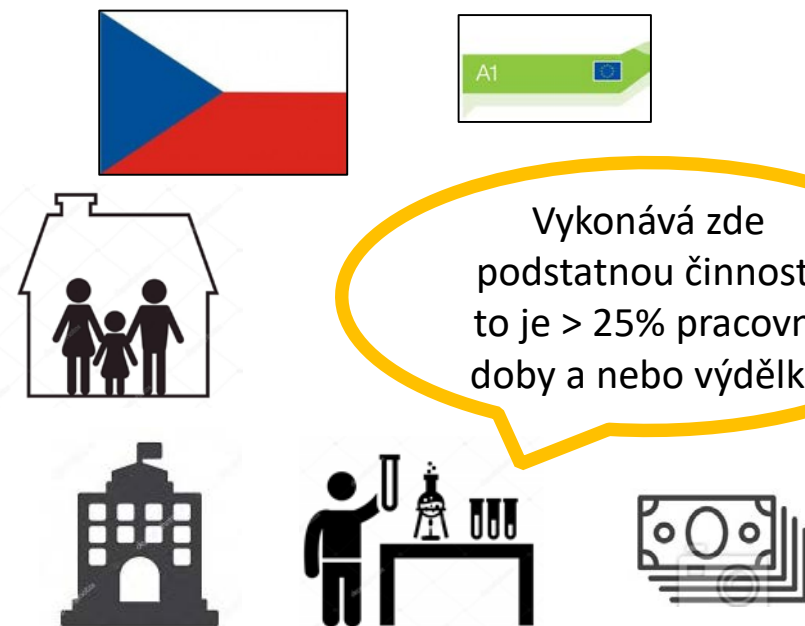 A1
Vykonává zde
podstatnou činnost
to je > 25% pracovn
doby a nebo výdělk